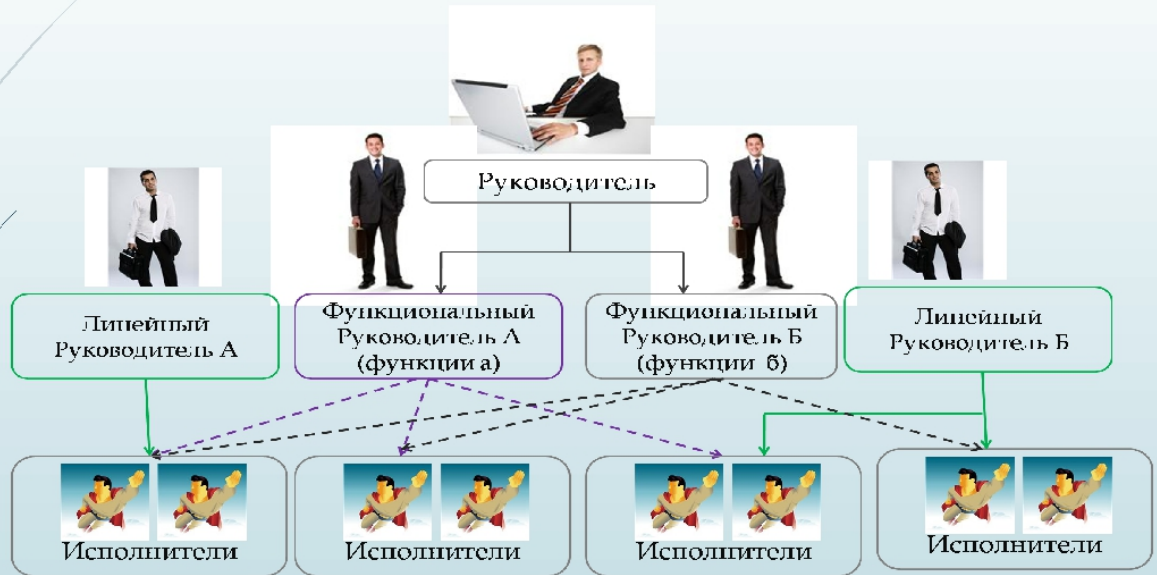 Руководитель
Линейный
Руководитель А
Функциональный
Руководитель А
(функции а)
Функциональный
Руководитель Б
(функции б)
Линейный
Руководитель Б
Исполнители
Исполнители
Исполнители
Исполнители